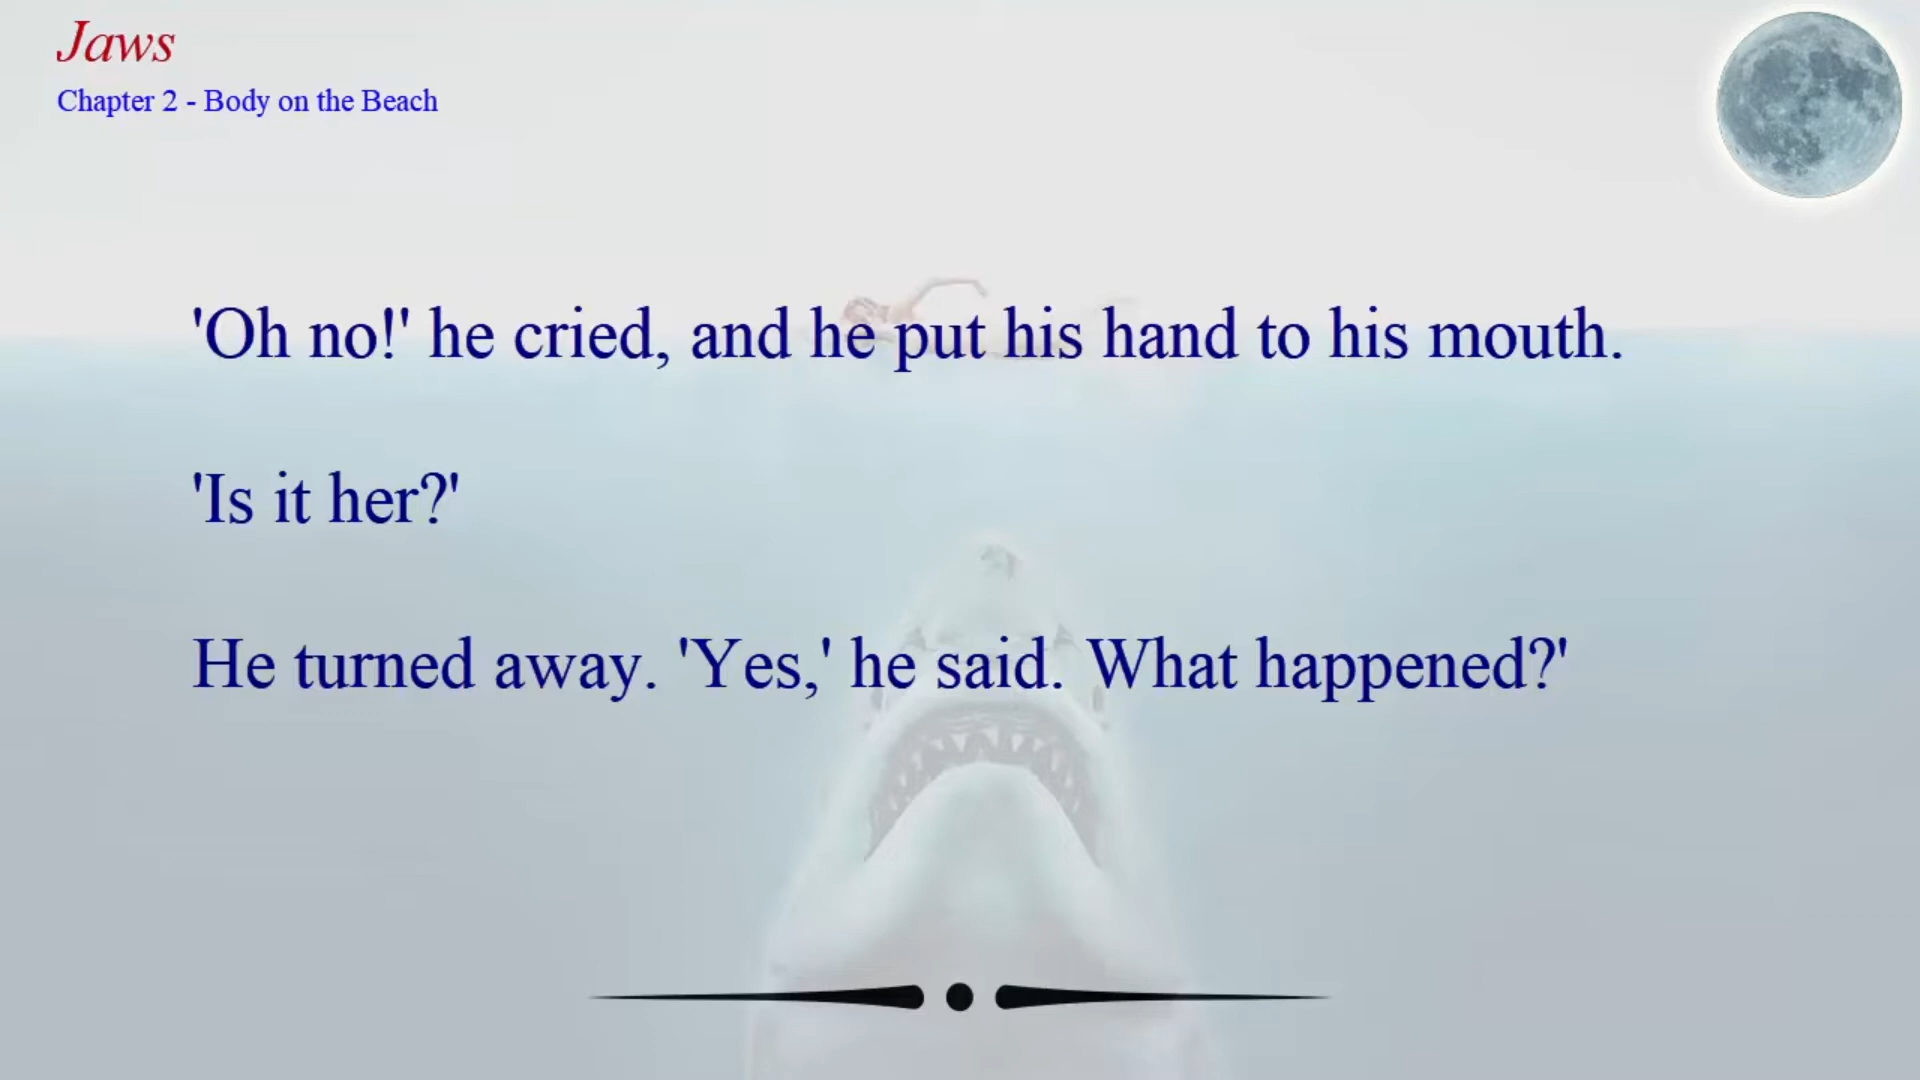 Jaws
Chapter 2 - Body on the Beach
'Oh no!' he cried, and he put his hand to his mouth.
'Is it her?'
He turned away. 'Yes,' he said. What happened?'